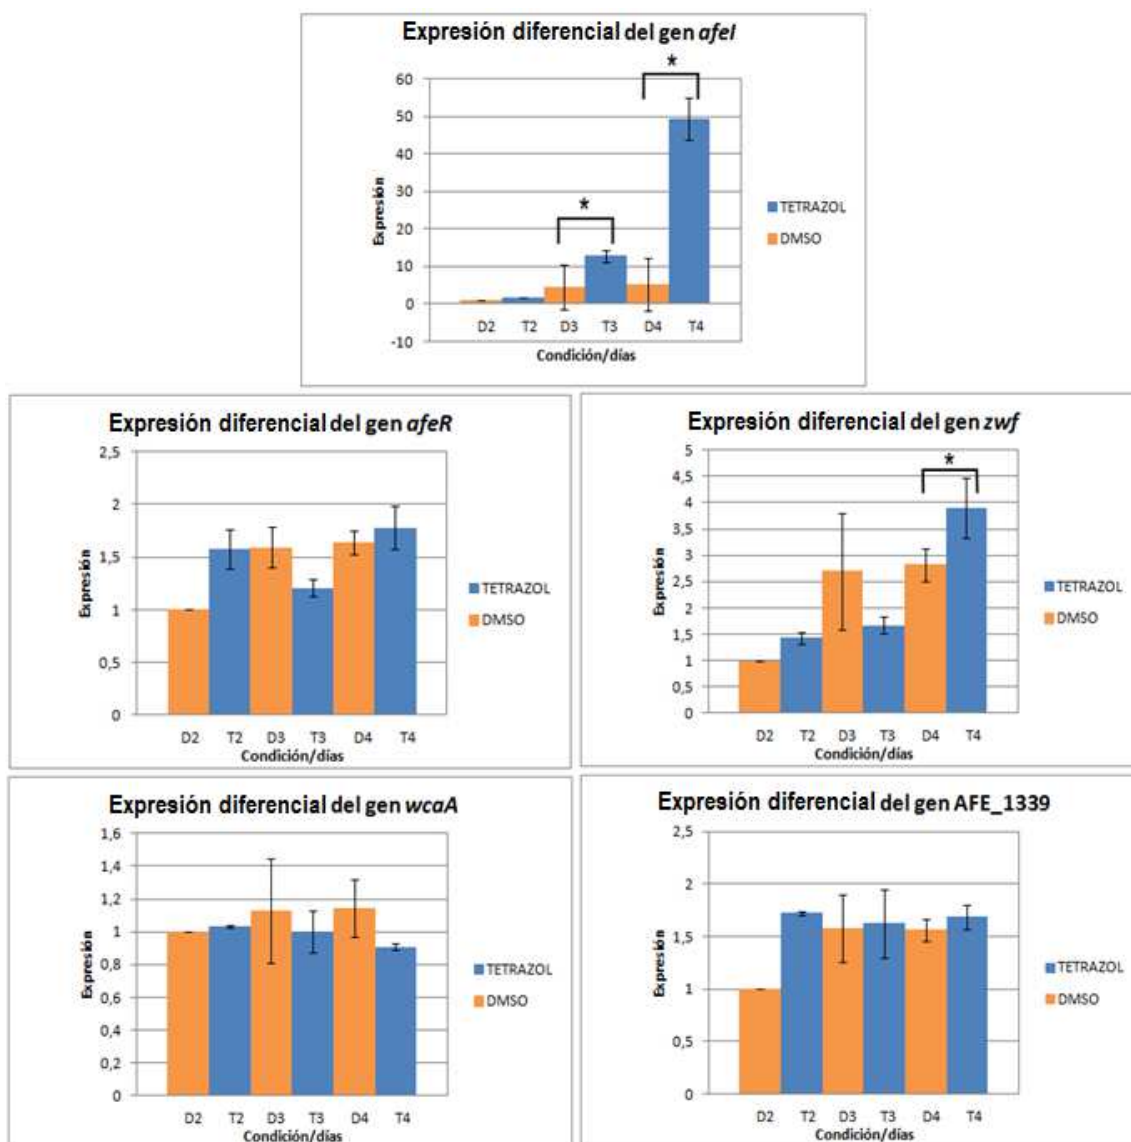 Expresión diferencial del gen afeI
*
*
60
50
40
30
20
10
0
-10
Expresión
D2 T2 D3 T3 D4 T4
Condición/días
TETRAZOL
DMSO
Expresión diferencial del gen afeR
2,5
2
1,5
1
0,5
0
Expresión
D2 T2 D3 T3 D4 T4
Condición/días
TETRAZOL
DMSO
Expresión diferencial del gen zwf
*
5
4,5
4
3,5
3
2,5
2
1,5
1
0,5
0
Expresión
D2 T2 D3 T3 D4 T4
Condición/días
TETRAZOL
DMSO
Expresión diferencial del gen wcaA
1,6
1,4
1,2
1
0,8
0,6
0,4
0,2
0
Expresión
D2 T2 D3 T3 D4 T4
Condición/días
TETRAZOL
DMSO
Expresión diferencial del gen AFE_1339
2,5
2
1,5
1
0,5
0
Expresión
D2 T2 D3 T3 D4 T4
Condición/días
TETRAZOL
DMSO